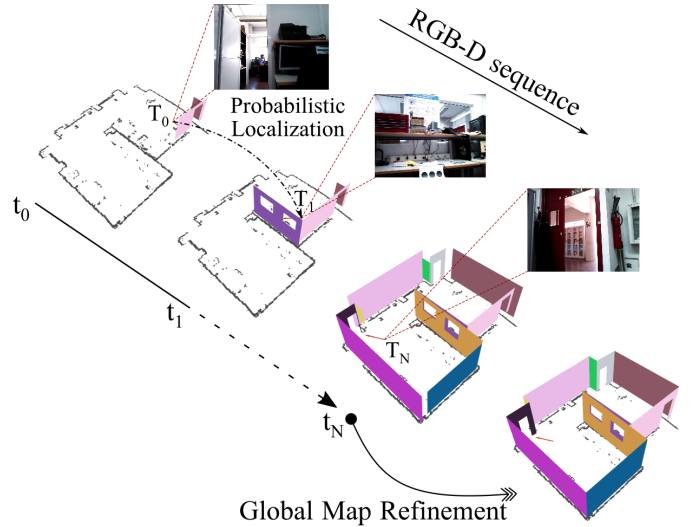 RGB-D sequence
T0
Probabilistic
Localization
T1
t0
t1
TN
tN
Global Map Refinement